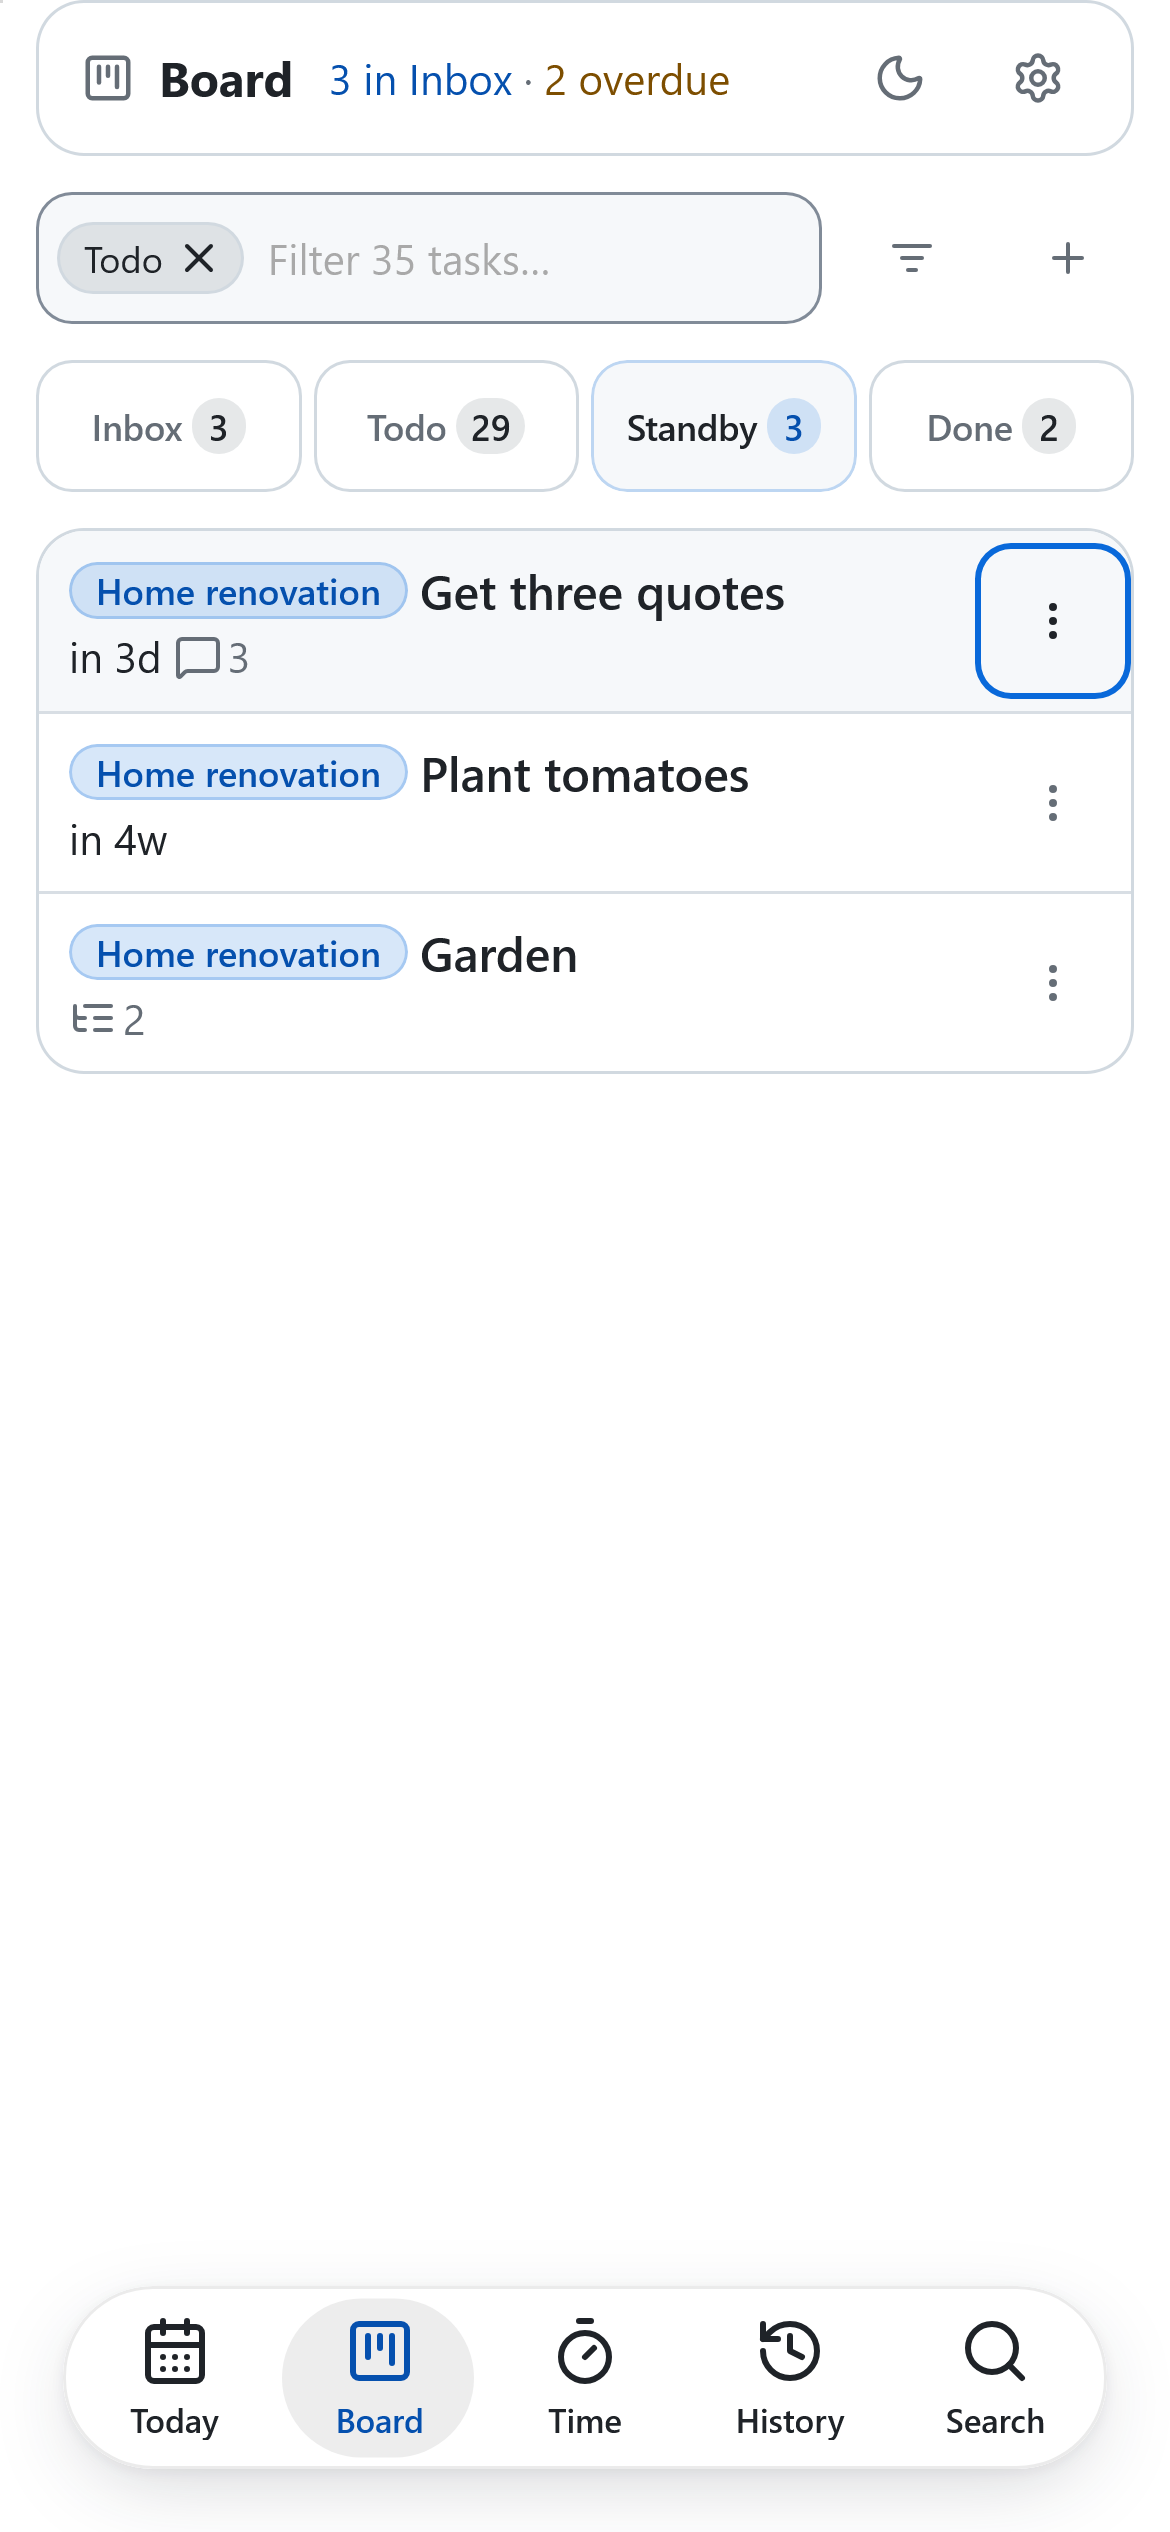 Board 3 in Inbox · 2 overdue
Todo Filter 35 tasks...
Inbox 3 Todo 29 Standby 3 Done 2
Home renovation Get three quotes
in 3d 3
Home renovation Plant tomatoes
in 4w
Home renovation Garden
2
Today Board Time History Search